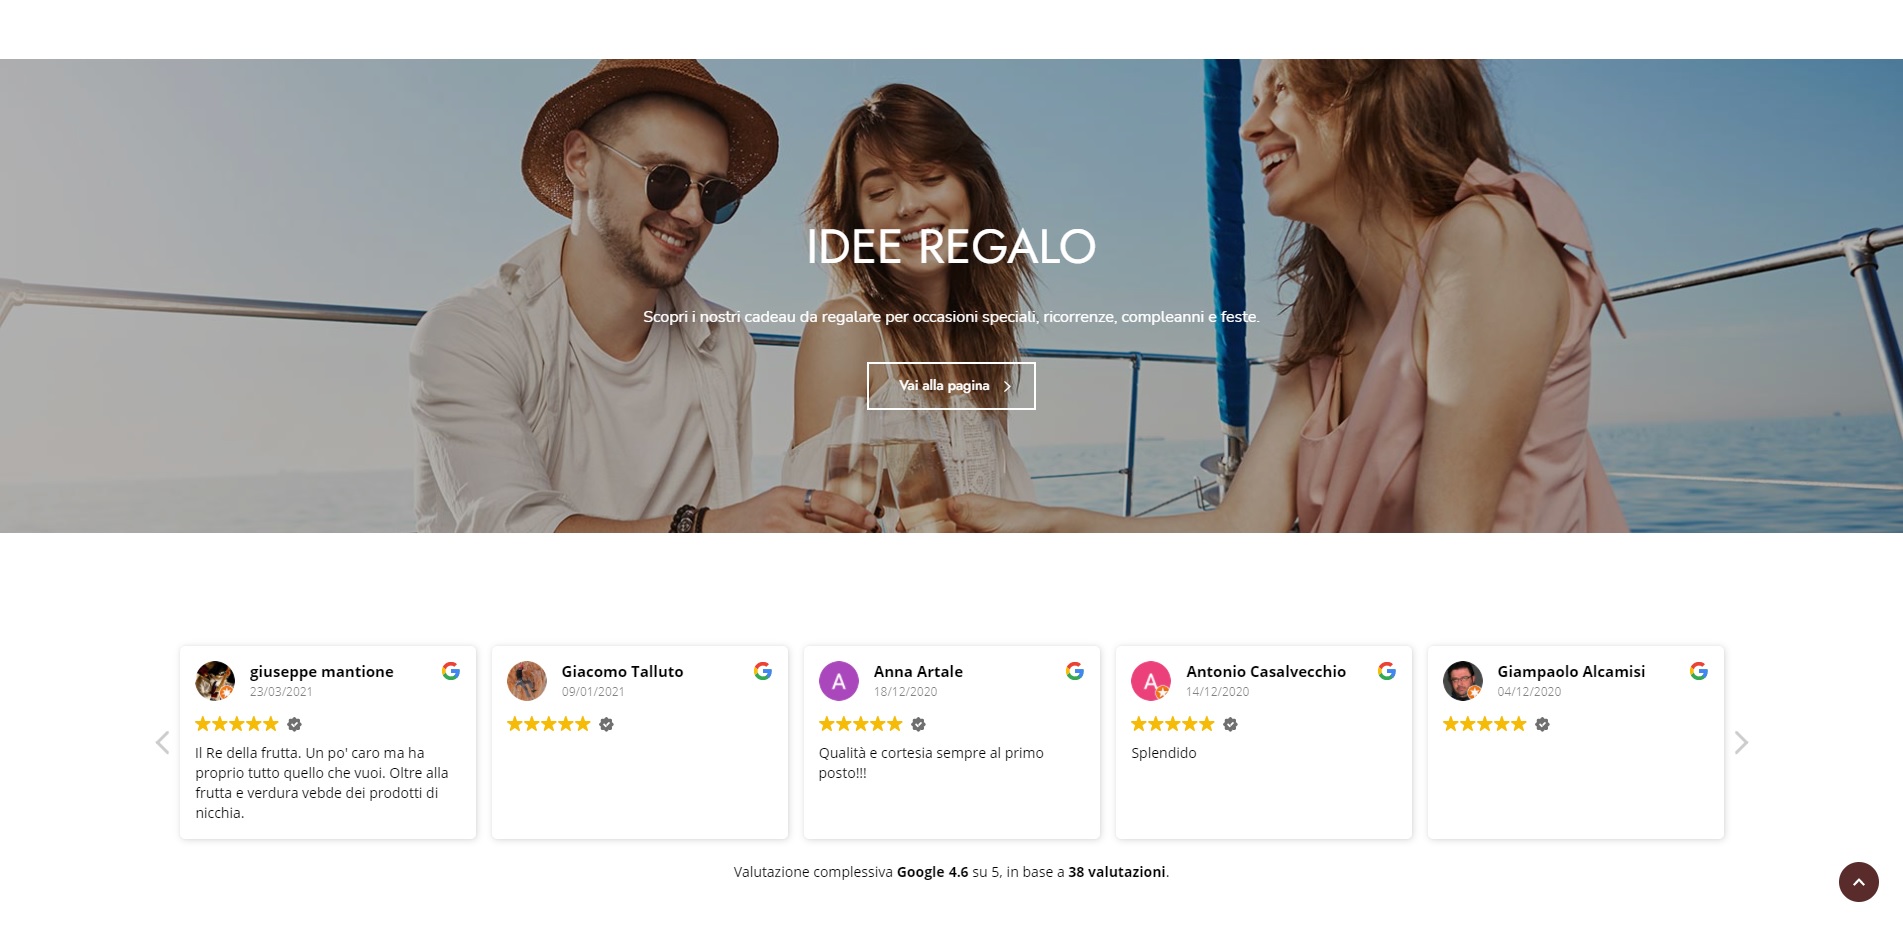 IDEE REGALO
Scopri i nostri cadeau da regalare per occasioni speciali, ricorrenze, compleanni e feste.
Vai alla pagina
giuseppe mantione
23/03/2021
Il Re della frutta. Un po' caro ma ha
proprio tutto quello che vuoi. Oltre alla
frutta e verdura vebde dei prodotti di
nicchia.
Giacomo Talluto
09/01/2021
A
Anna Artale
18/12/2020
Qualità e cortesia sempre al primo
posto!!!
A
Antonio Casalvecchio
14/12/2020
Splendido
Giampaolo Alcamisi
04/12/2020
Valutazione complessiva Google 4.6 su 5, in base a 38 valutazioni.